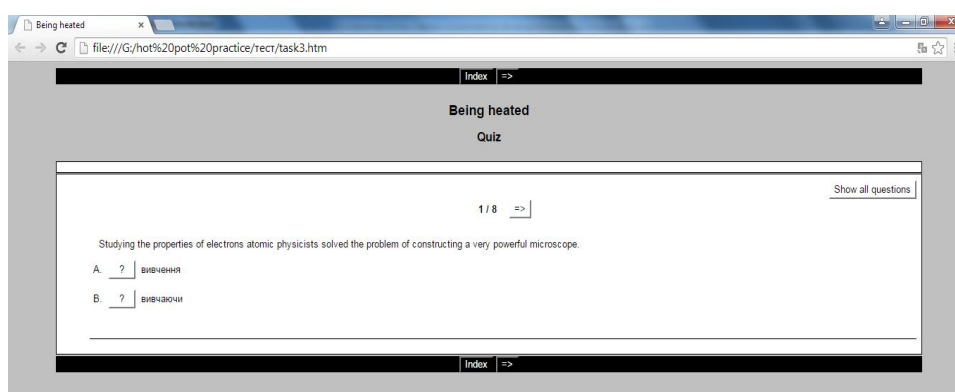 Being heated
file:///G:/hot%20pot%20practice/тест/task3.htm
Index =>
Being heated
Quiz
Show all questions
1 / 8 =>
Studying the properties of electrons atomic physicists solved the problem of constructing a very powerful microscope.
A. ? вивчення
B. ? вивчаючи
Index =>